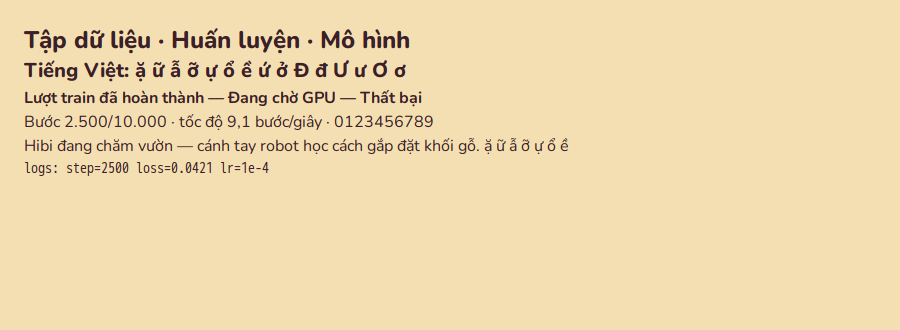 Tập dữ liệu · Huấn luyện · Mô hình
Tiếng Việt: ặ ữ ẫ ỡ ự ổ ề ứ ở Đ đ Ư ư Ơ ơ
Lượt train đã hoàn thành — Đang chờ GPU — Thất bại
Bước 2.500/10.000 · tốc độ 9,1 bước/giây · 0123456789
Hibi đang chăm vườn — cánh tay robot học cách gắp đặt khối gỗ. ặ ữ ẫ ỡ ự ổ ề
logs: step=2500 loss=0.0421 lr=1e-4